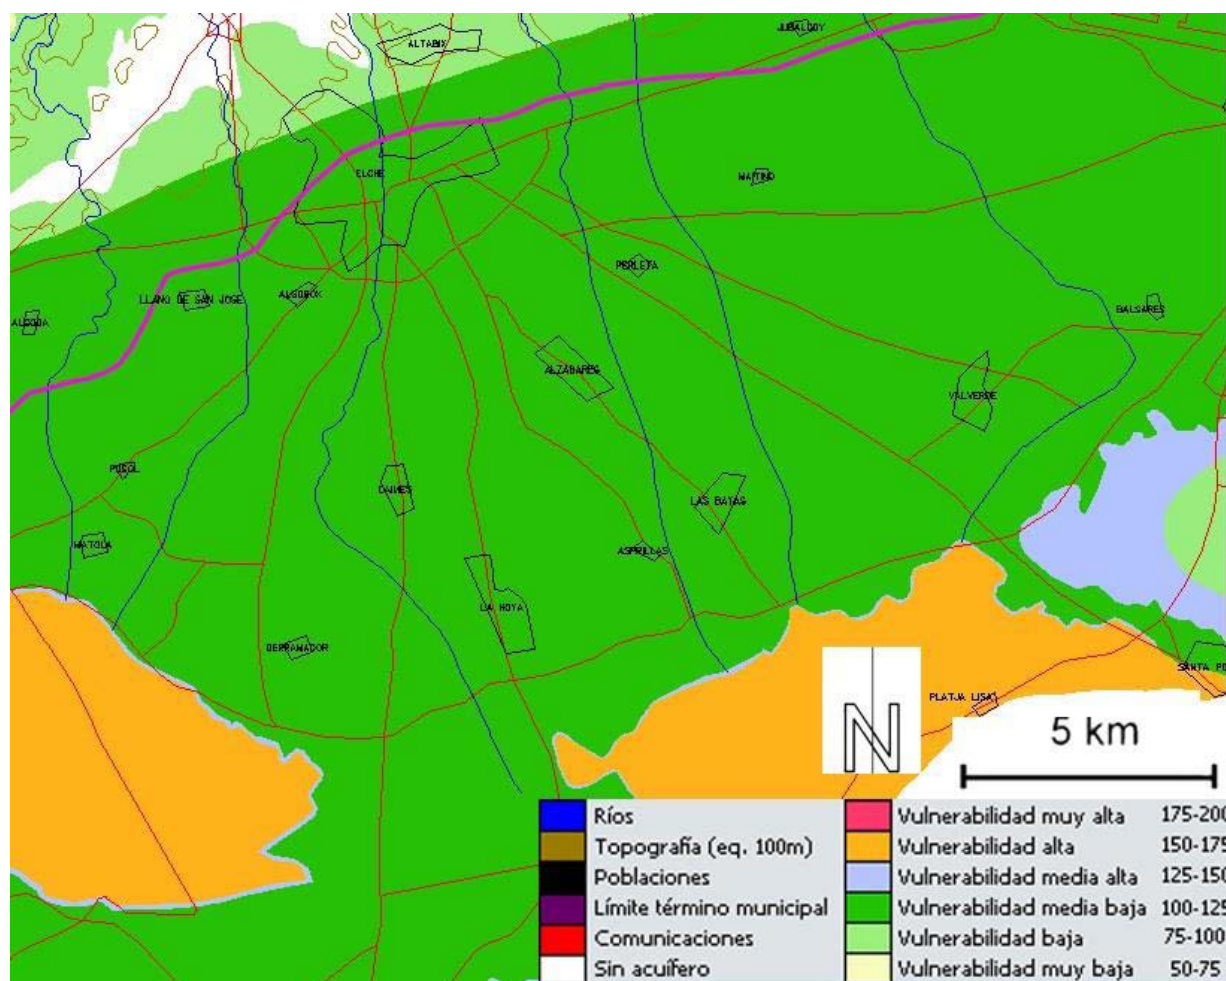 JUBALCOY
ALTABIX
ELCHE
MATINO
PERLETA
LLANO DE SAN JOSE
ALGOROX
BALSARES
ALGODA
ALZABARES
VALVERDE
PUSOL
DAIMES
LAS BAYAS
MATOLA
ASPRILLAS
LA HOYA
DERRAMADOR
SANTA PO
PLATJA LISA
N
5 km
Ríos
Topografía (eq. 100m)
Poblaciones
Límite término municipal
Comunicaciones
Sin acuífero
Vulnerabilidad muy alta 175-200
Vulnerabilidad alta 150-175
Vulnerabilidad media alta 125-150
Vulnerabilidad media baja 100-125
Vulnerabilidad baja 75-100
Vulnerabilidad muy baja 50-75